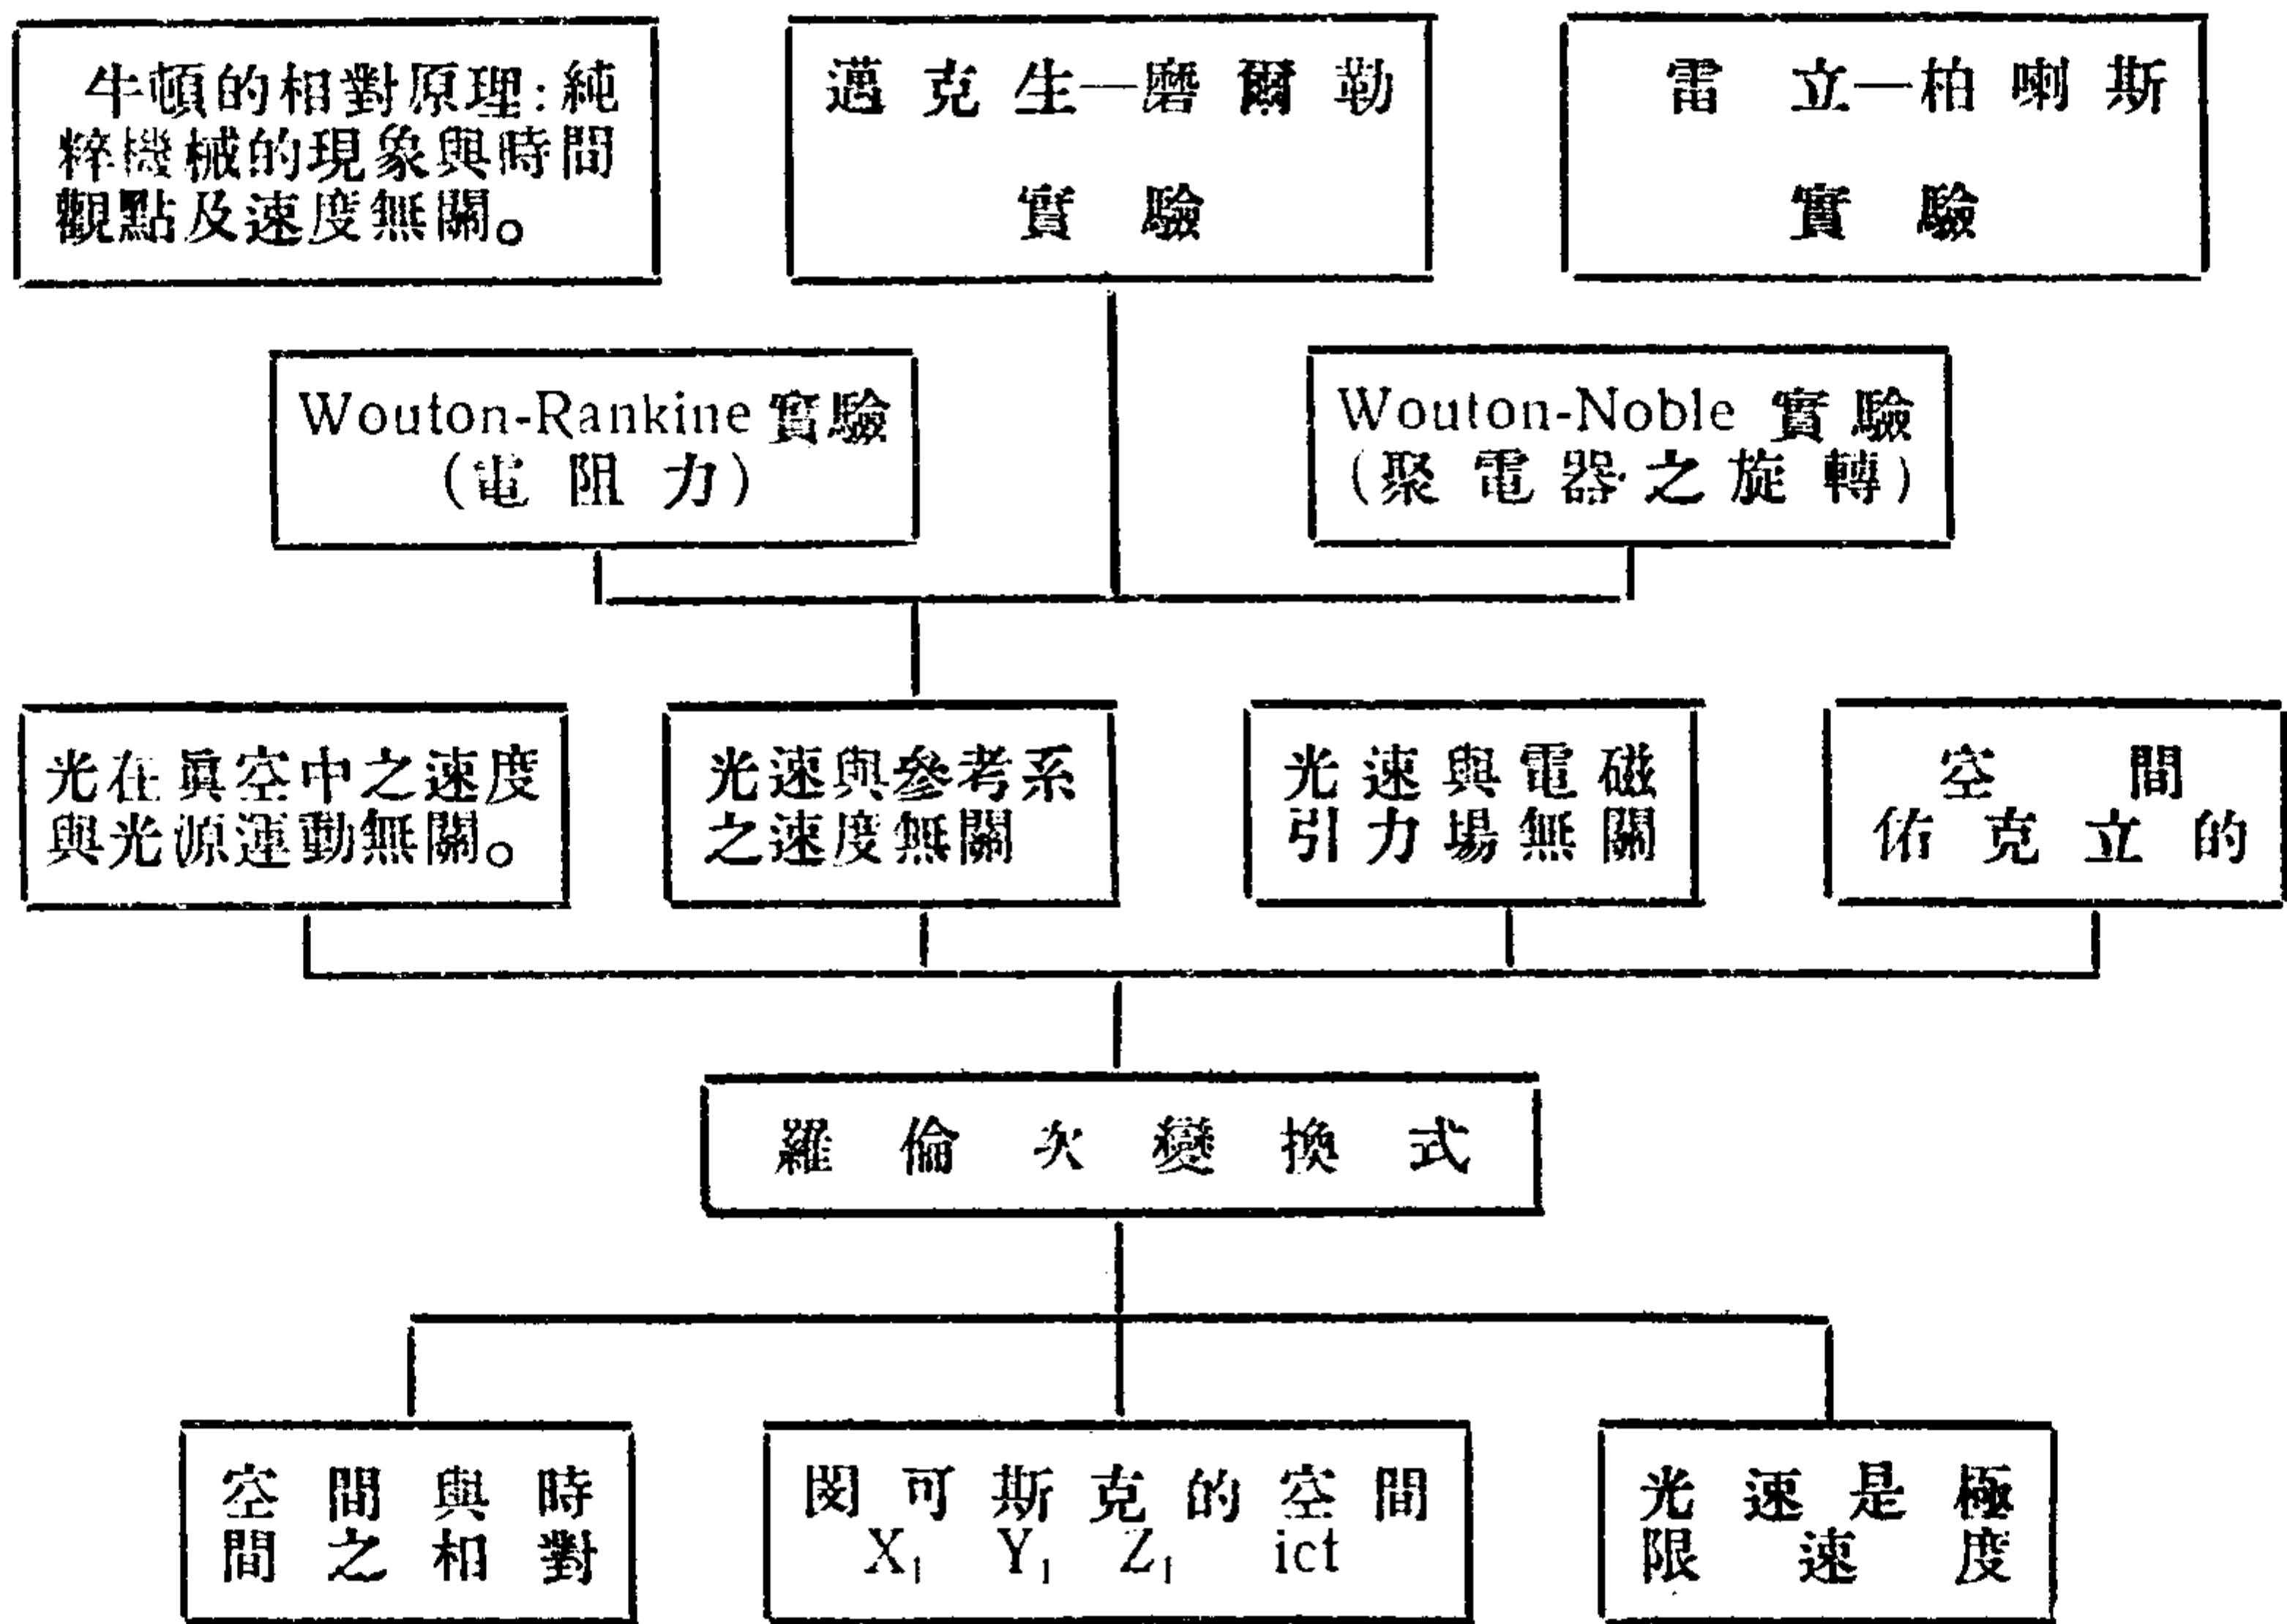 牛頓的相對原理:純
粹機械的現象與時間
觀點及速度無關。
邁克生—磨爾勒
實驗
雷立—柏喇斯
實驗
Wouton-Rankine 實驗
(電阻力)
Wouton-Noble 實驗
(聚電器之旋轉)
光在眞空中之速度
與光源運動無關。
光速與參考系
之速度無關
光速與電磁
引力場無關
空間
佑克立的
羅倫次變換式
空間與時
間之相對
閔可斯克的空間
X₁ Y₁ Z₁ ict
光速是極
限速度